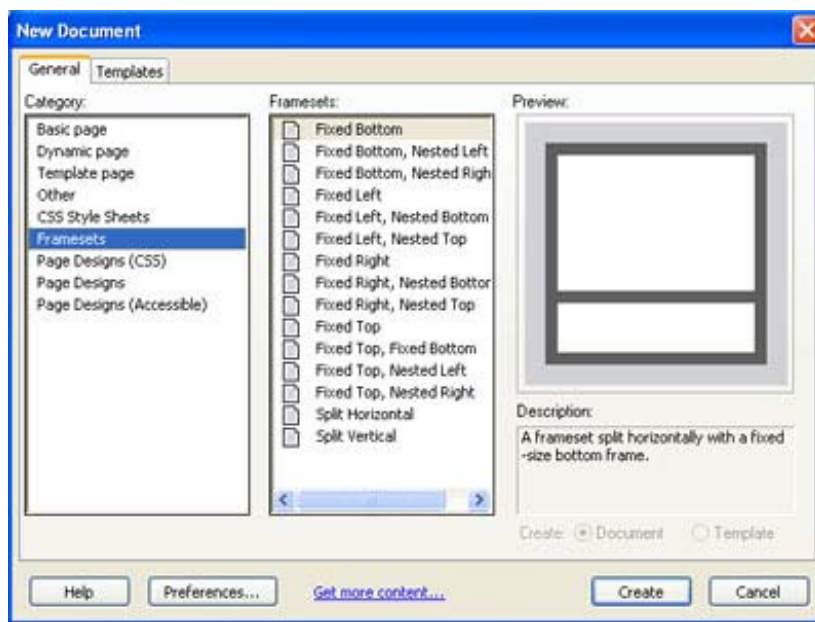 New Document
General
Templates
Category:
Basic page
Dynamic page
Template page
Other
CSS Style Sheets
Framesets
Page Designs (CSS)
Page Designs
Page Designs (Accessible)
Framesets:
Fixed Bottom
Fixed Bottom, Nested Left
Fixed Bottom, Nested Righ
Fixed Left
Fixed Left, Nested Bottom
Fixed Left, Nested Top
Fixed Right
Fixed Right, Nested Bottor
Fixed Right, Nested Top
Fixed Top
Fixed Top, Fixed Bottom
Fixed Top, Nested Left
Fixed Top, Nested Right
Split Horizontal
Split Vertical
Preview:
Description:
A frameset split horizontally with a fixed
-size bottom frame.
Create: Document Template
Help
Preferences...
Get more content...
Create
Cancel